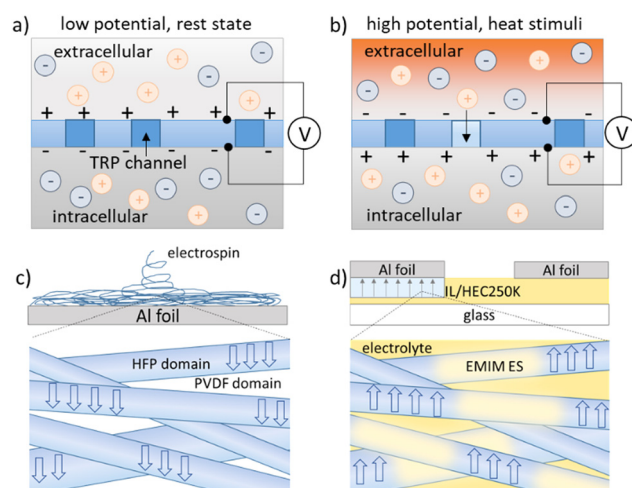 a) low potential, rest state
extracellular
+ + + + + +
TRP channel
- - - - -
intracellular
V
b) high potential, heat stimuli
extracellular
- - - - - -
+ + + + + +
intracellular
V
c) electrospin
Al foil
HFP domain
PVDF domain
d) Al foil
Al foil
IL/HEC250K
glass
electrolyte
EMIM ES